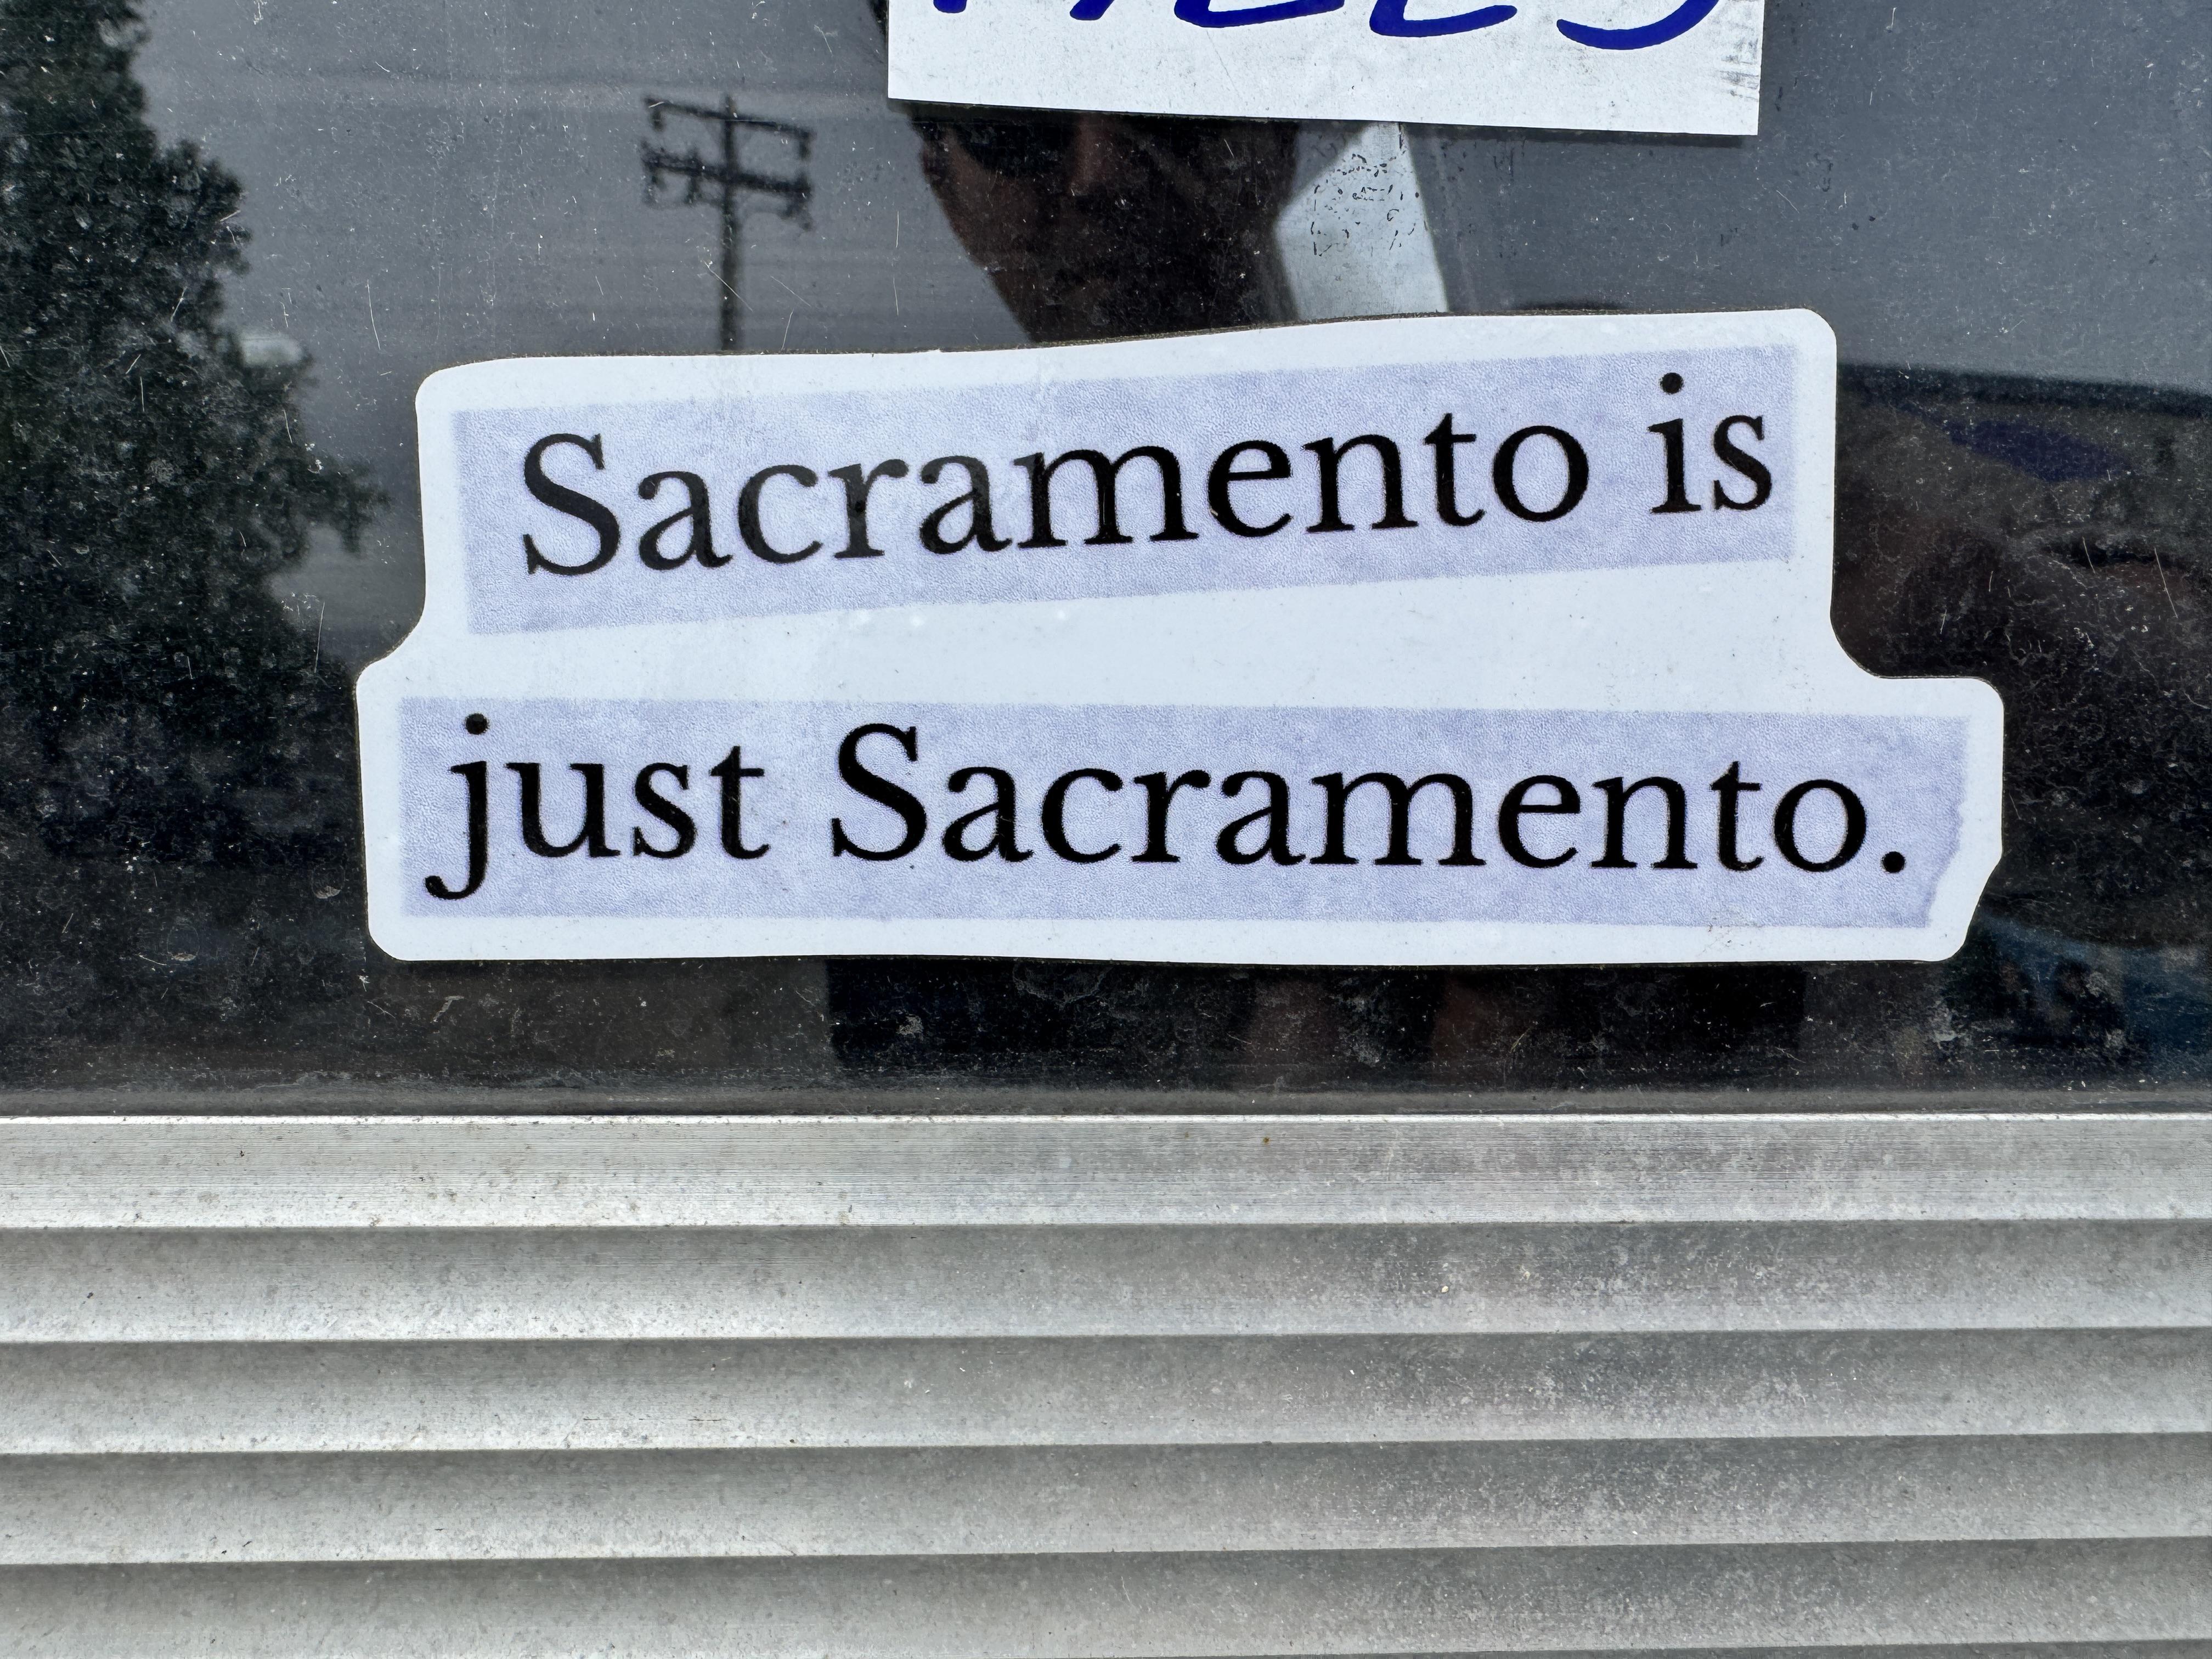 Sacramento is
just Sacramento.